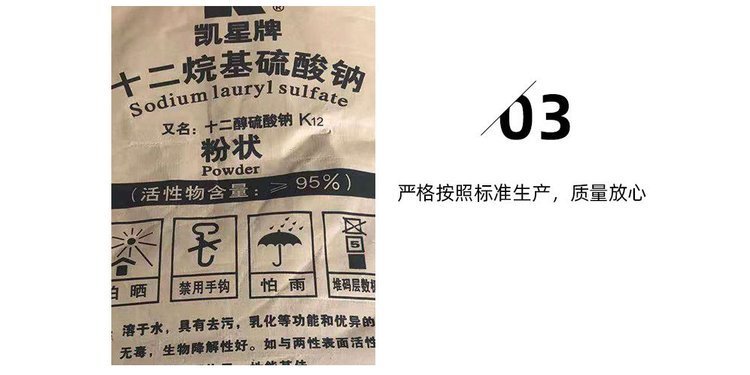 ®
凯星牌
十二烷基硫酸钠
Sodium lauryl sulfate
又名：十二醇硫酸钠 K12
粉状
Powder
（活性物含量：≥95%）
5
怕晒
禁用手钩
怕雨
堆码层数
溶于水，具有去污，乳化等功能和优异的
无毒，生物降解性好。如与两性表面活性
03
严格按照标准生产，质量放心